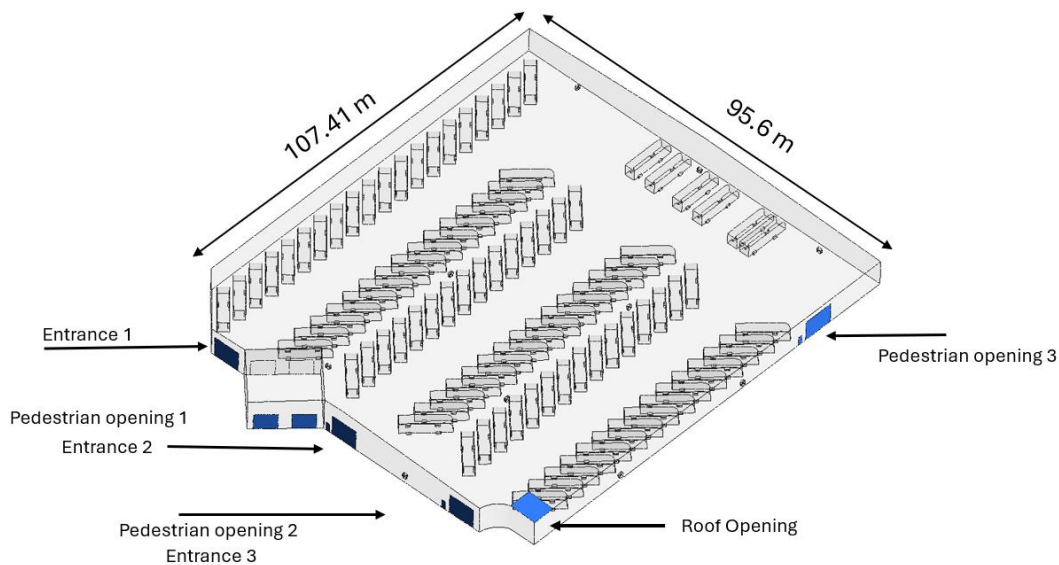 107.41 m
95.6 m
Entrance 1
Pedestrian opening 3
Pedestrian opening 1
Entrance 2
Pedestrian opening 2
Entrance 3
Roof Opening